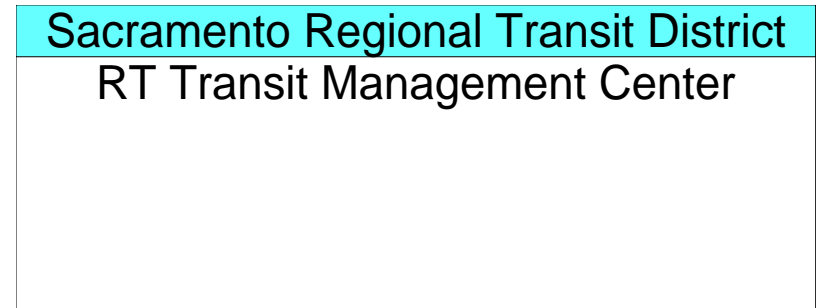 Sacramento Regional Transit District
RT Transit Management Center